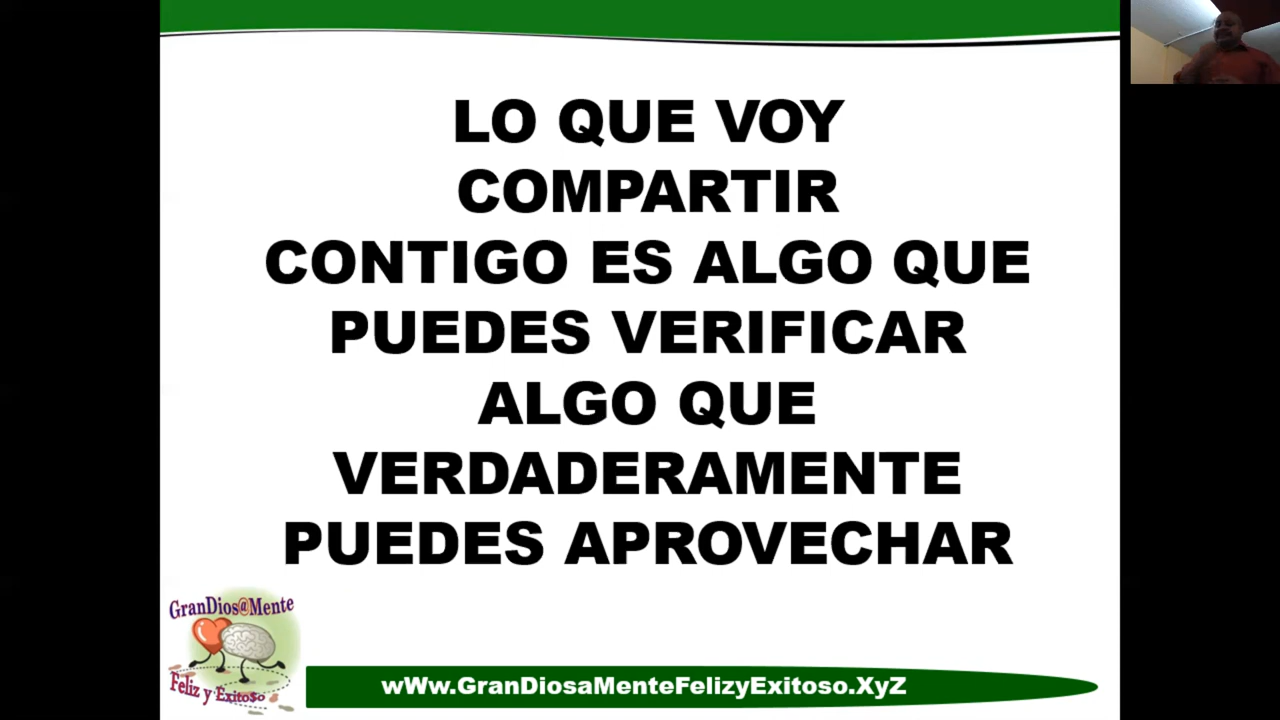 LO QUE VOY
COMPARTIR
CONTIGO ES ALGO QUE
PUEDES VERIFICAR
ALGO QUE
VERDADERAMENTE
PUEDES APROVECHAR
GranDios@Mente
Feliz y Exito$o
wWw.GranDiosaMenteFelizyExitoso.XyZ